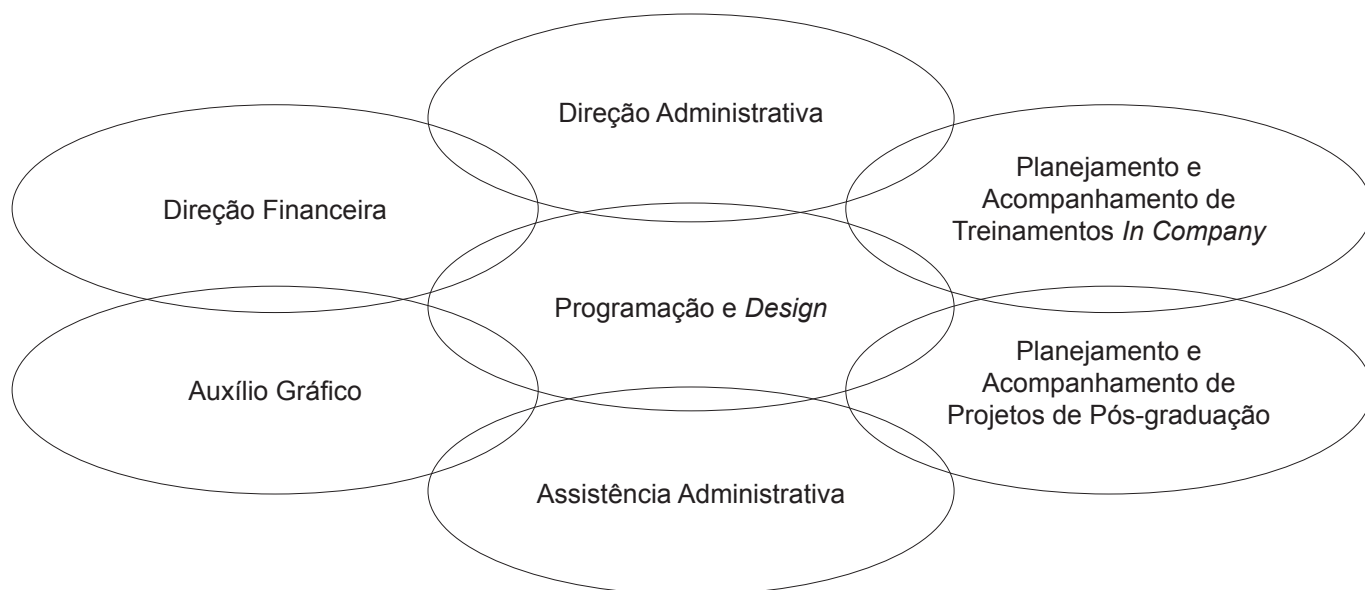 Direção Administrativa
Direção Financeira
Planejamento e
Acompanhamento de
Treinamentos In Company
Programação e Design
Auxílio Gráfico
Planejamento e
Acompanhamento de
Projetos de Pós-graduação
Assistência Administrativa